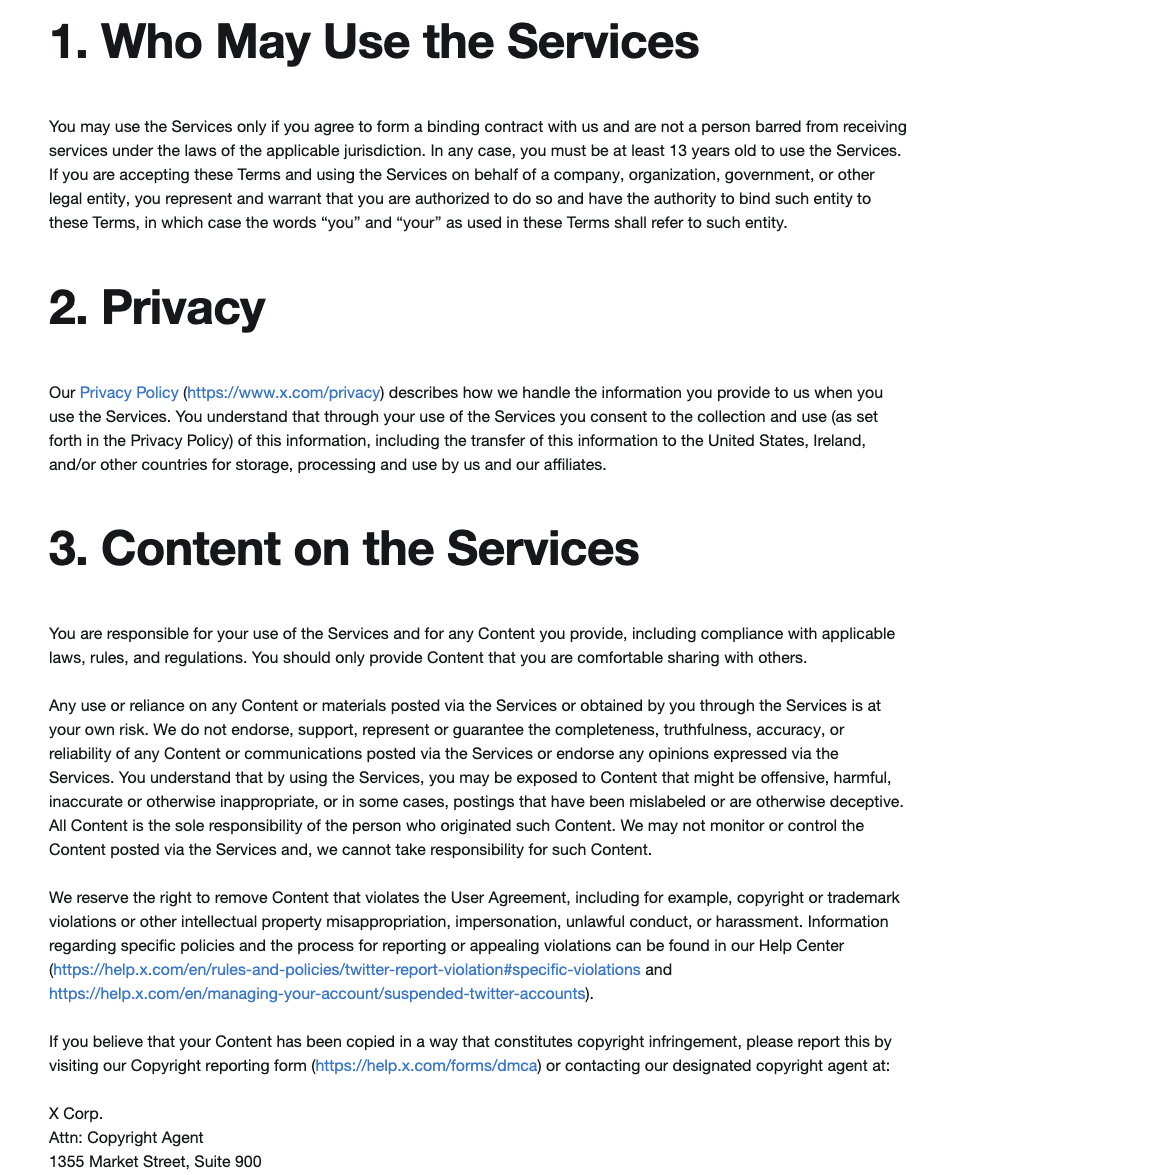 1. Who May Use the Services
You may use the Services only if you agree to form a binding contract with us and are not a person barred from receiving
services under the laws of the applicable jurisdiction. In any case, you must be at least 13 years old to use the Services.
If you are accepting these Terms and using the Services on behalf of a company, organization, government, or other
legal entity, you represent and warrant that you are authorized to do so and have the authority to bind such entity to
these Terms, in which case the words “you” and “your” as used in these Terms shall refer to such entity.
2. Privacy
Our Privacy Policy (https://www.x.com/privacy) describes how we handle the information you provide to us when you
use the Services. You understand that through your use of the Services you consent to the collection and use (as set
forth in the Privacy Policy) of this information, including the transfer of this information to the United States, Ireland,
and/or other countries for storage, processing and use by us and our affiliates.
3. Content on the Services
You are responsible for your use of the Services and for any Content you provide, including compliance with applicable
laws, rules, and regulations. You should only provide Content that you are comfortable sharing with others.
Any use or reliance on any Content or materials posted via the Services or obtained by you through the Services is at
your own risk. We do not endorse, support, represent or guarantee the completeness, truthfulness, accuracy, or
reliability of any Content or communications posted via the Services or endorse any opinions expressed via the
Services. You understand that by using the Services, you may be exposed to Content that might be offensive, harmful,
inaccurate or otherwise inappropriate, or in some cases, postings that have been mislabeled or are otherwise deceptive.
All Content is the sole responsibility of the person who originated such Content. We may not monitor or control the
Content posted via the Services and, we cannot take responsibility for such Content.
We reserve the right to remove Content that violates the User Agreement, including for example, copyright or trademark
violations or other intellectual property misappropriation, impersonation, unlawful conduct, or harassment. Information
regarding specific policies and the process for reporting or appealing violations can be found in our Help Center
(https://help.x.com/en/rules-and-policies/twitter-report-violation#specific-violations and
https://help.x.com/en/managing-your-account/suspended-twitter-accounts).
If you believe that your Content has been copied in a way that constitutes copyright infringement, please report this by
visiting our Copyright reporting form (https://help.x.com/forms/dmca) or contacting our designated copyright agent at:
X Corp.
Attn: Copyright Agent
1355 Market Street, Suite 900